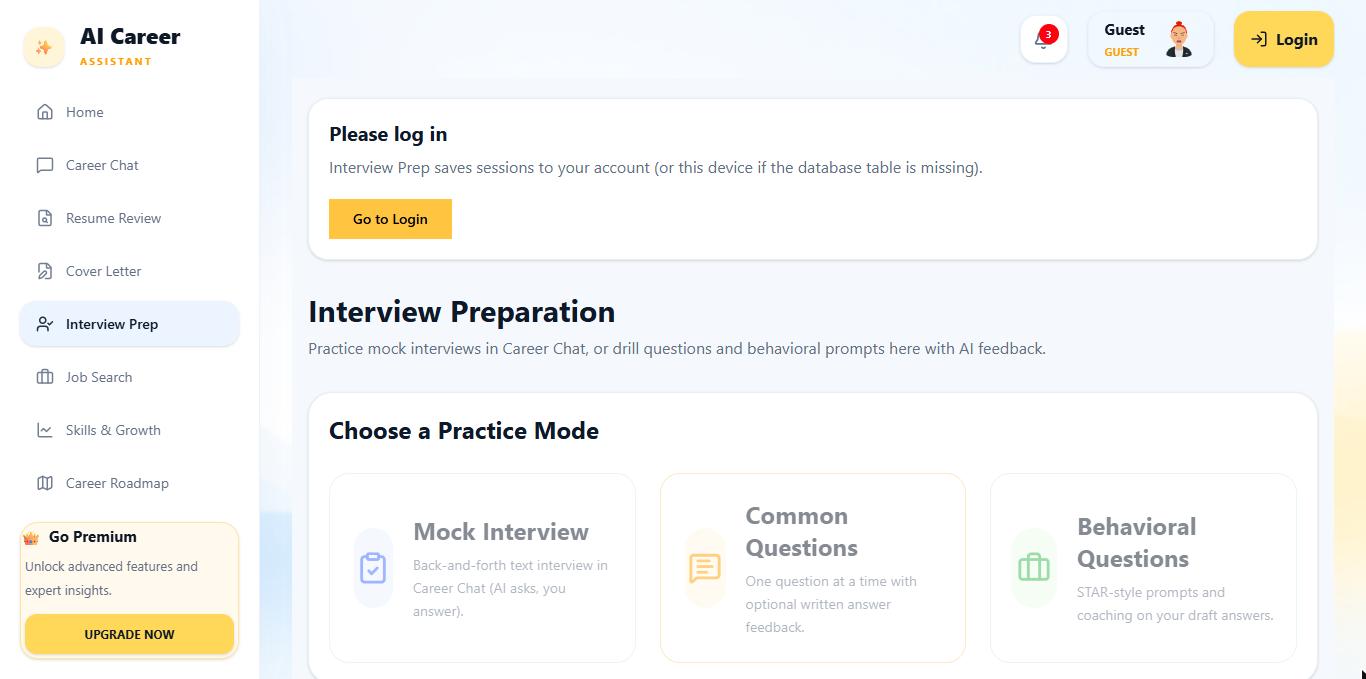 AI Career
ASSISTANT
Home
Career Chat
Resume Review
Cover Letter
Interview Prep
Job Search
Skills & Growth
Career Roadmap
Go Premium
Unlock advanced features and
expert insights.
UPGRADE NOW
3
Guest
GUEST
Login
Please log in
Interview Prep saves sessions to your account (or this device if the database table is missing).
Go to Login
Interview Preparation
Practice mock interviews in Career Chat, or drill questions and behavioral prompts here with AI feedback.
Choose a Practice Mode
Mock Interview
Back-and-forth text interview in
Career Chat (AI asks, you
answer).
Common
Questions
One question at a time with
optional written answer
feedback.
Behavioral
Questions
STAR-style prompts and
coaching on your draft answers.